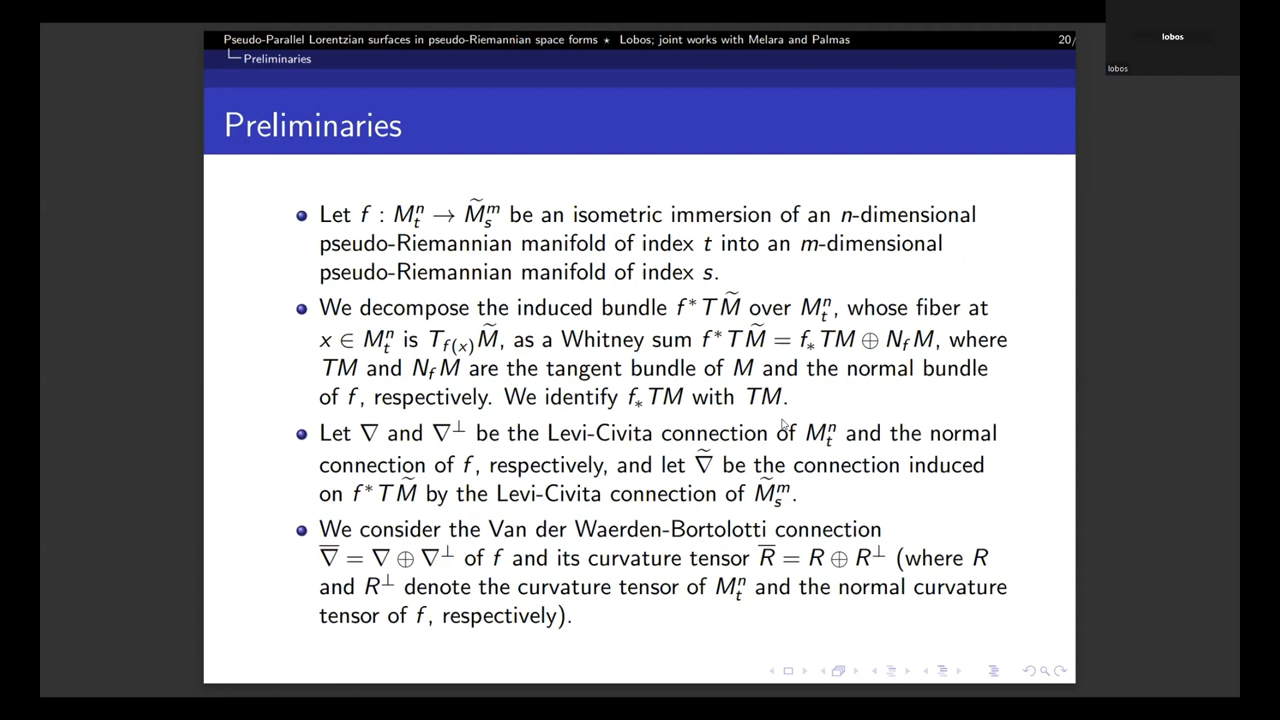 Pseudo-Parallel Lorentzian surfaces in pseudo-Riemannian space forms ⋆ Lobos; joint works with Melara and Palmas 20/
Preliminaries
lobos
lobos
Preliminaries
Let f : M_t^n → M̃_s^m be an isometric immersion of an n-dimensional
pseudo-Riemannian manifold of index t into an m-dimensional
pseudo-Riemannian manifold of index s.
We decompose the induced bundle f*TM̃ over M_t^n, whose fiber at
x ∈ M_t^n is T_{f(x)}M̃, as a Whitney sum f*TM̃ = f_*TM ⊕ N_fM, where
TM and N_fM are the tangent bundle of M and the normal bundle
of f, respectively. We identify f_*TM with TM.
Let ∇ and ∇^⊥ be the Levi-Civita connection of M_t^n and the normal
connection of f, respectively, and let ∇̃ be the connection induced
on f*TM̃ by the Levi-Civita connection of M̃_s^m.
We consider the Van der Waerden-Bortolotti connection
∇̅ = ∇ ⊕ ∇^⊥ of f and its curvature tensor R̅ = R ⊕ R^⊥ (where R
and R^⊥ denote the curvature tensor of M_t^n and the normal curvature
tensor of f, respectively).